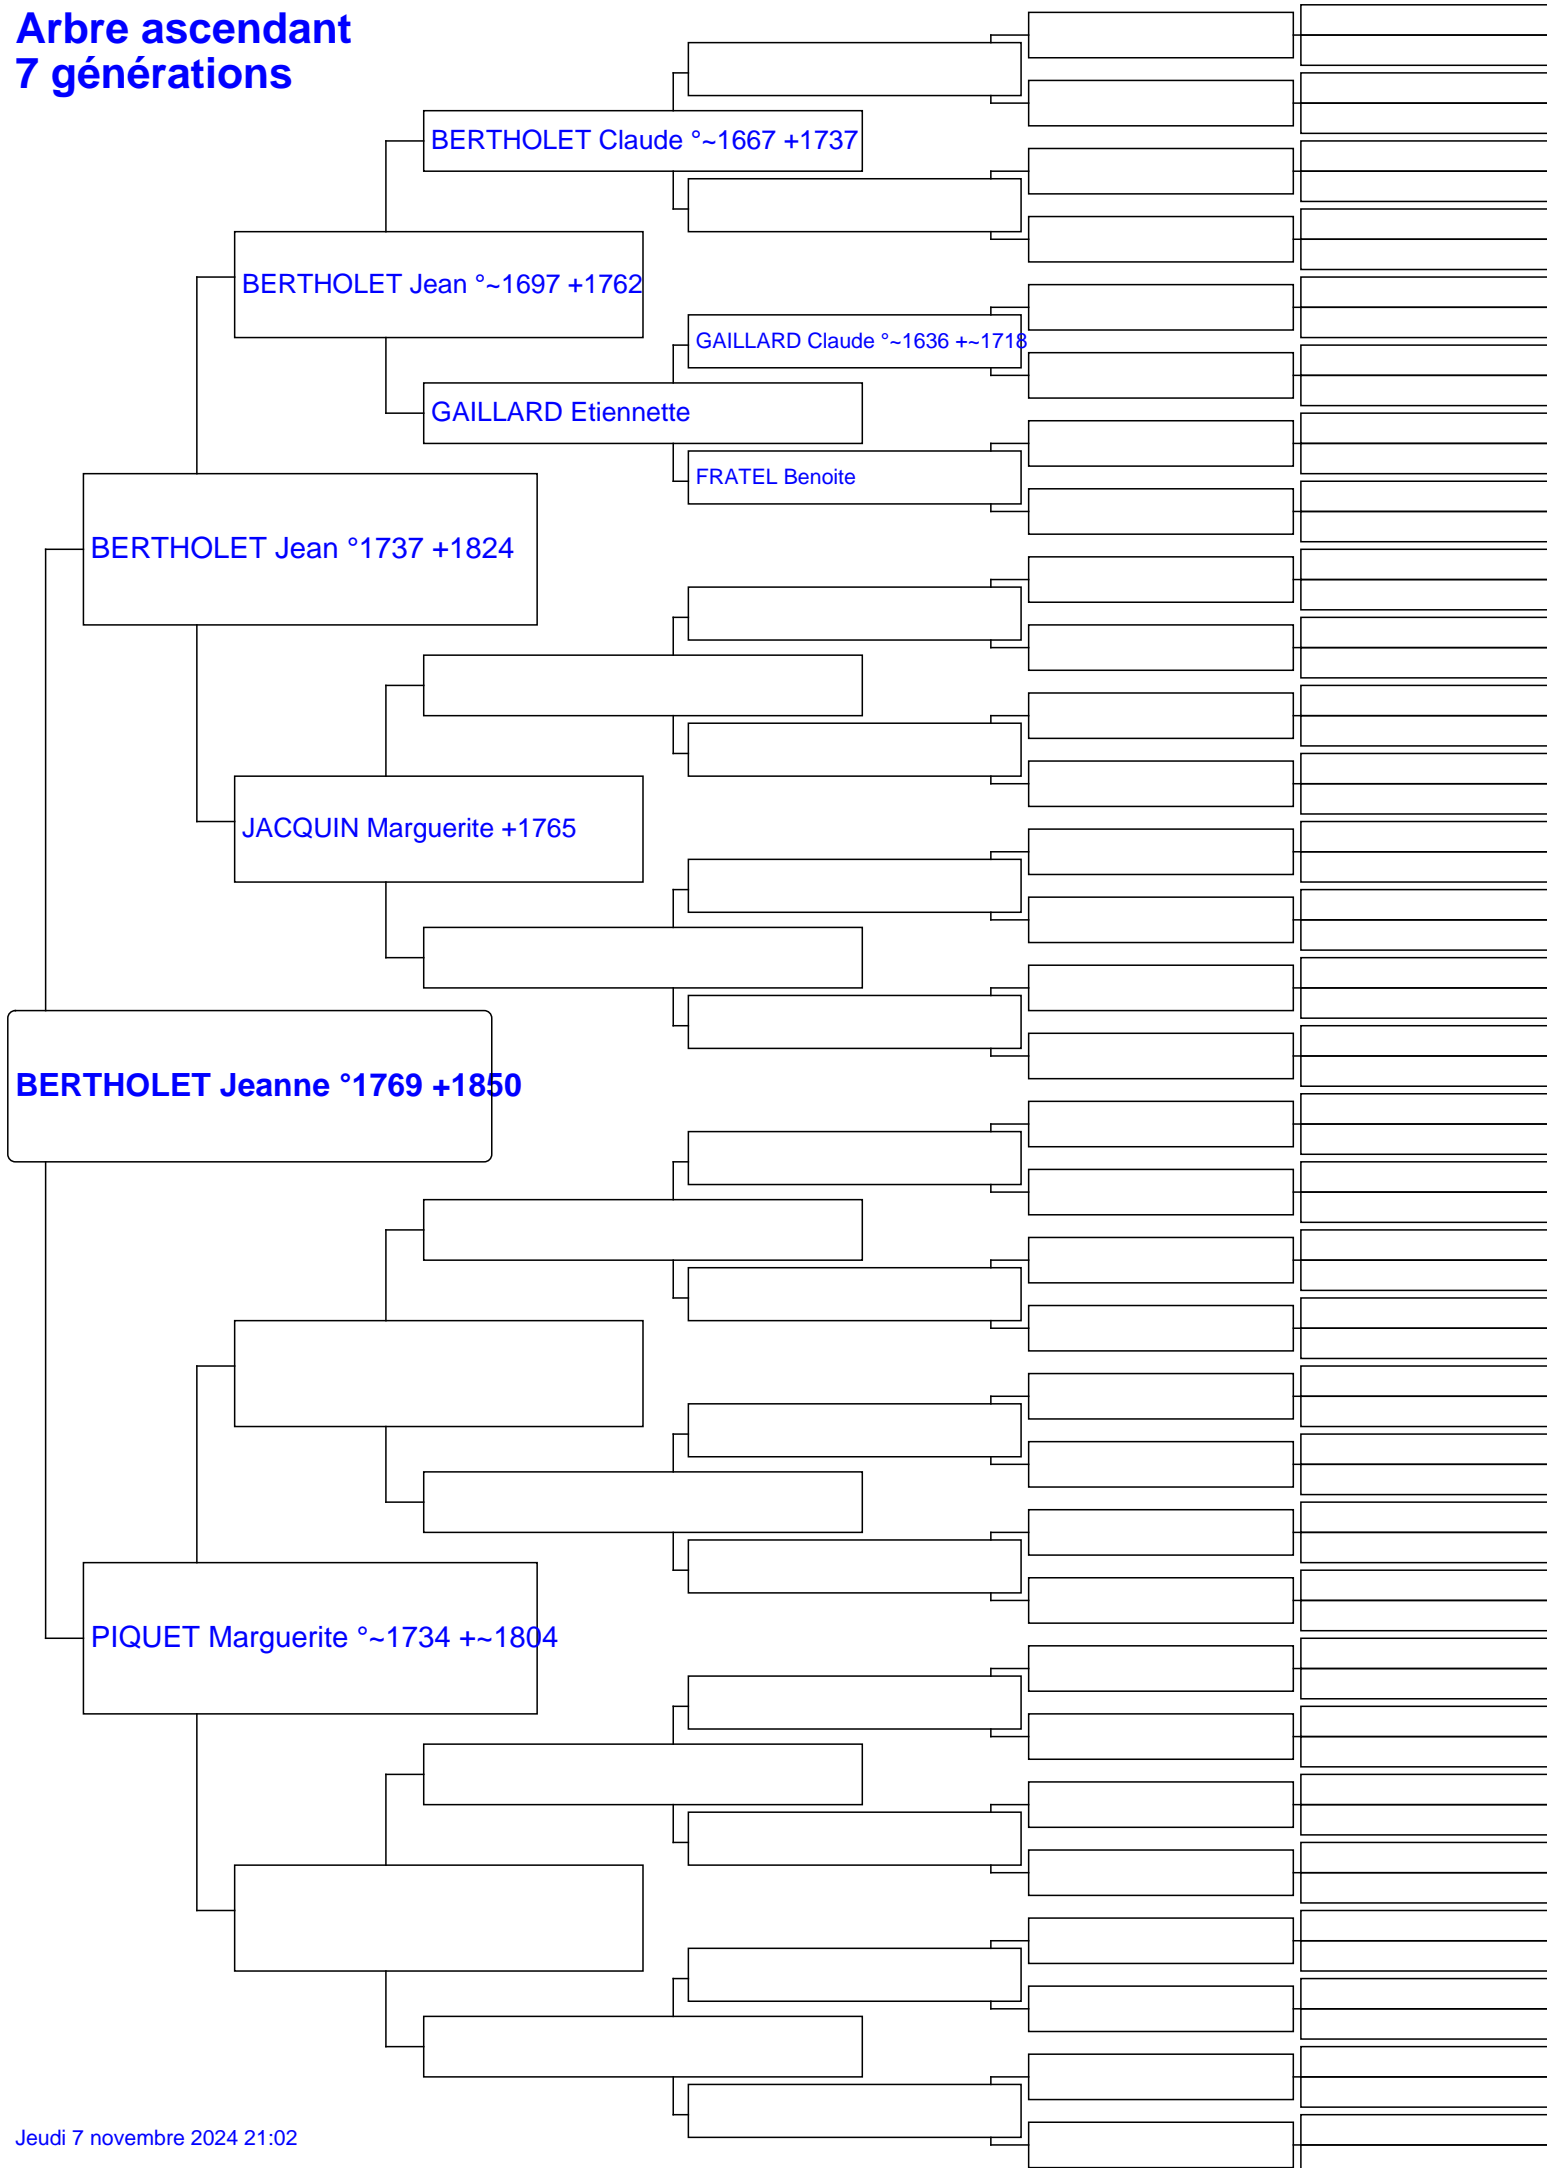 Arbre ascendant
7 générations
BERTHOLET Claude °~1667 +1737
BERTHOLET Jean °~1697 +1762
GAILLARD Claude °~1636 +~1718
GAILLARD Etiennette
FRATEL Benoite
BERTHOLET Jean °1737 +1824
JACQUIN Marguerite +1765
BERTHOLET Jeanne °1769 +1850
PIQUET Marguerite °~1734 +~1804
Jeudi 7 novembre 2024 21:02